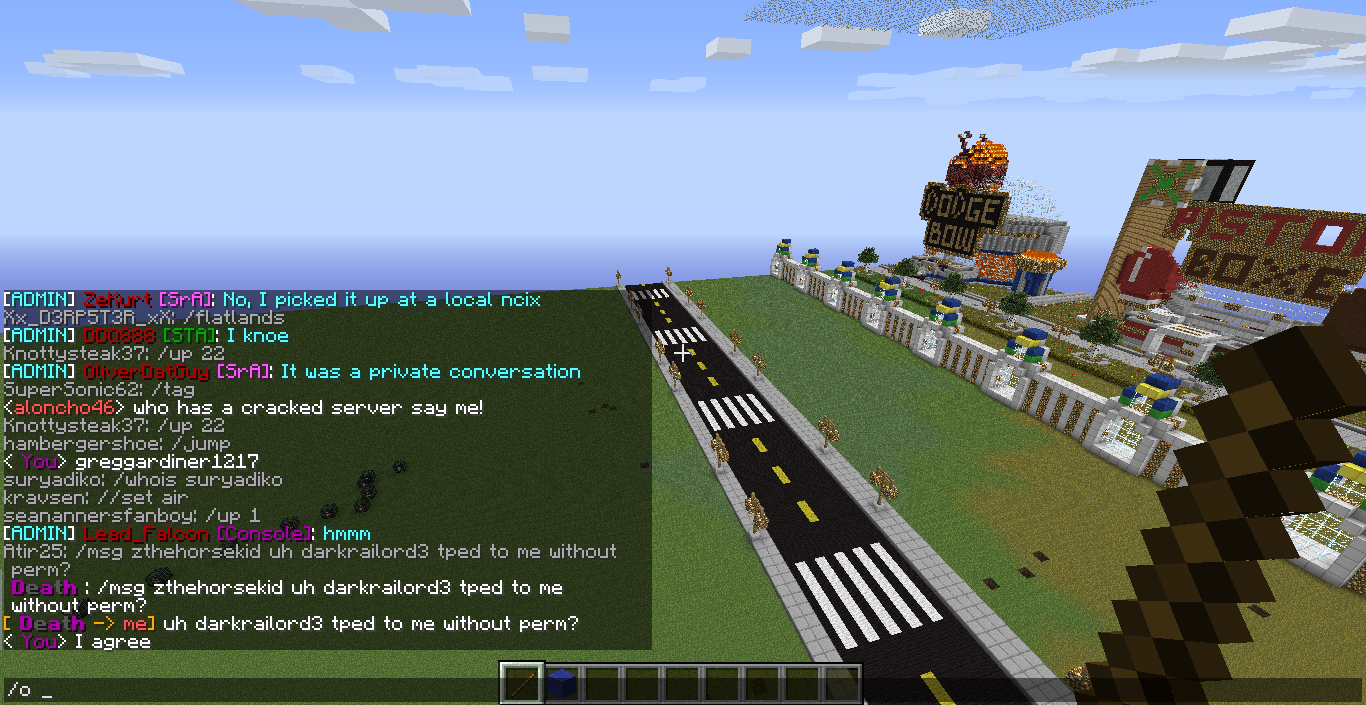 DODGE
BOW
PISTO
BOXE
[ADMIN] ZeKurt [SrA]: No, I picked it up at a local ncix
Xx_D3RP5T3R_xX: /flatlands
[ADMIN] DDQ888 [STA]: I knoe
Knottysteak37: /up 22
[ADMIN] OliverDatGuy [SrA]: It was a private conversation
SuperSonic62: /tag
<aloncho46> who has a cracked server say me!
Knottysteak37: /up 22
hambergershoe: /jump
< You> greggardiner1217
suryadiko: /whois suryadiko
kravsen: //set air
seanannersfanboy: /up 1
[ADMIN] Lead_Falcon [Console]: hmmm
Atir25: /msg zthehorsekid uh darkrailord3 tped to me without
perm?
Death : /msg zthehorsekid uh darkrailord3 tped to me
without perm?
[ Death -> me] uh darkrailord3 tped to me without perm?
< You> I agree
/o _